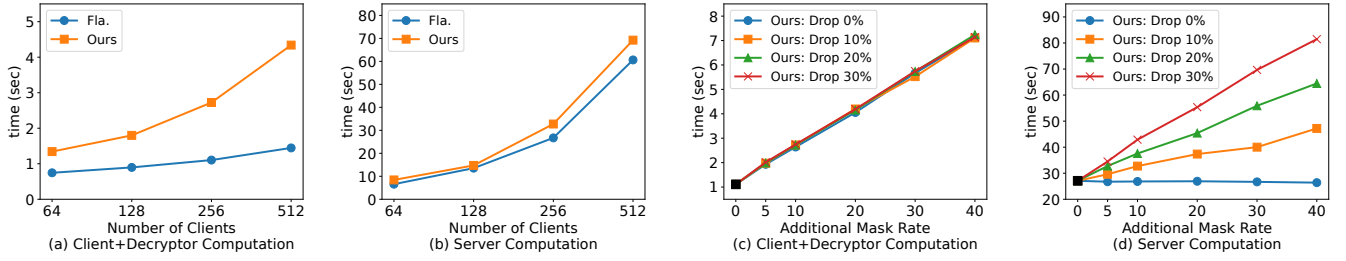 5
4
3
2
1
0
time (sec)
Fla.
Ours
64
128
256
512
Number of Clients
(a) Client+Decryptor Computation
80
70
60
50
40
30
20
10
0
time (sec)
Fla.
Ours
64
128
256
512
Number of Clients
(b) Server Computation
8
7
6
5
4
3
2
1
time (sec)
Ours: Drop 0%
Ours: Drop 10%
Ours: Drop 20%
Ours: Drop 30%
0
5
10
20
30
40
Additional Mask Rate
(c) Client+Decryptor Computation
90
80
70
60
50
40
30
20
time (sec)
Ours: Drop 0%
Ours: Drop 10%
Ours: Drop 20%
Ours: Drop 30%
0
5
10
20
30
40
Additional Mask Rate
(d) Server Computation